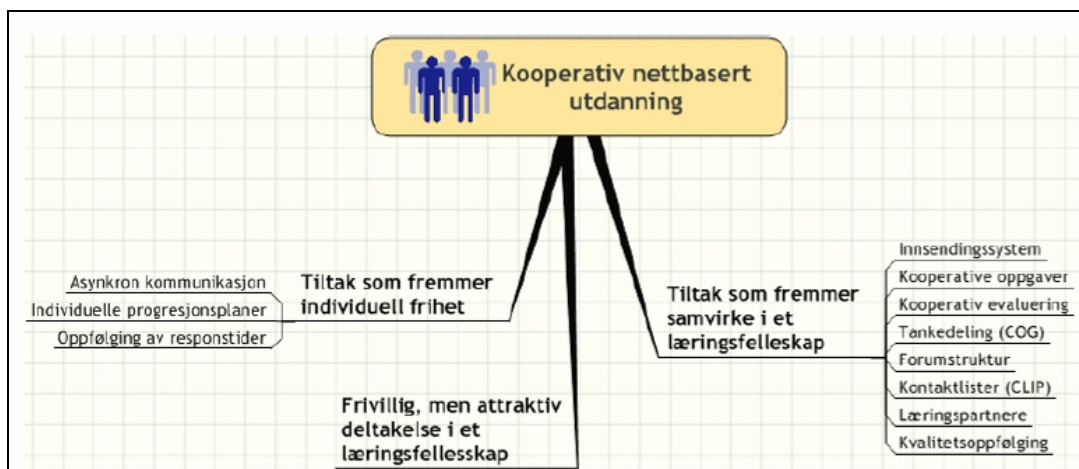 Kooperativ nettbasert
utdanning
Tiltak som fremmer
individuell frihet
Asynkron kommunikasjon
Individuelle progresjonsplaner
Oppfølging av responstider
Frivillig, men attraktiv
deltakelse i et
læringsfellesskap
Tiltak som fremmer
samvirke i et
læringsfelleskap
Innsendingssystem
Kooperative oppgaver
Kooperativ evaluering
Tankedeling (COG)
Forumstruktur
Kontaktlister (CLIP)
Læringspartnere
Kvalitetsoppfølging